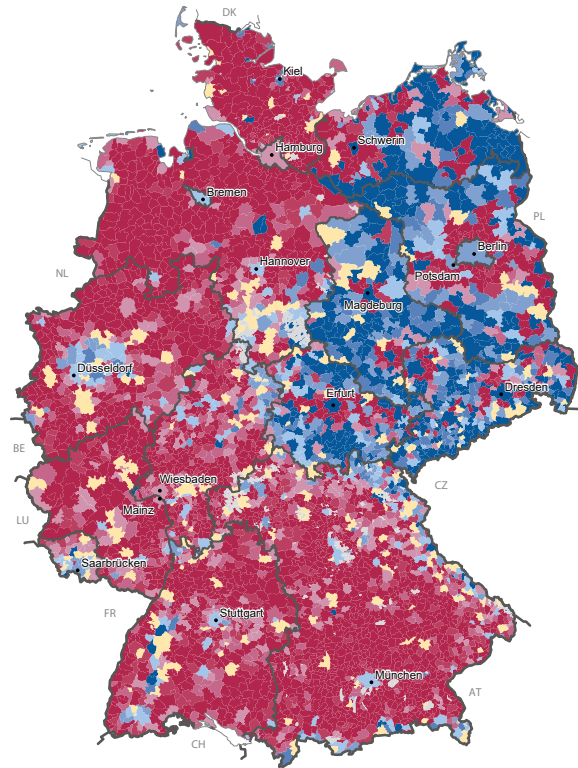 DK
Kiel
Schwerin
Hamburg
Bremen
PL
Berlin
Hannover
NL
Potsdam
Magdeburg
Düsseldorf
Erfurt
Dresden
BE
Wiesbaden
CZ
Mainz
LU
Saarbrücken
FR
Stuttgart
München
AT
CH